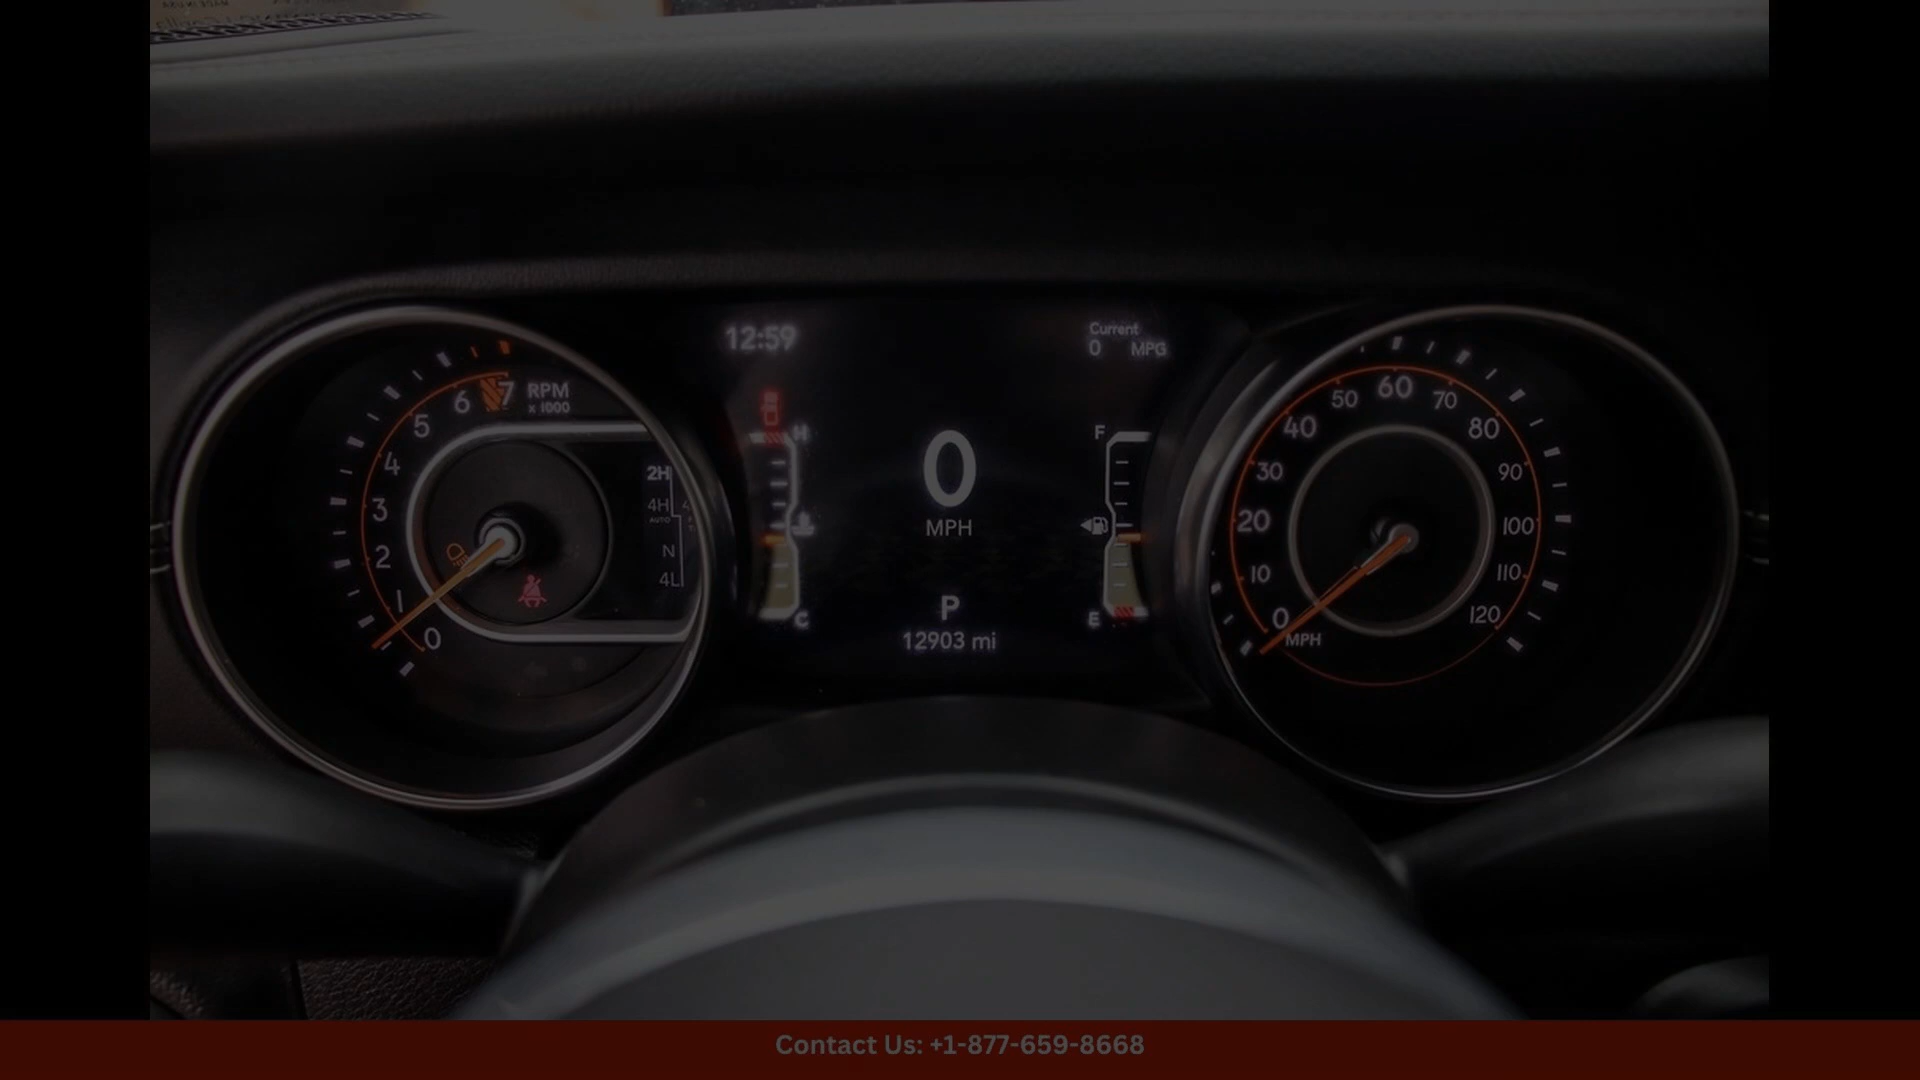 12:59
Current
0 MPG
7 RPM
x 1000
6
5
4
3
2
1
0
2H
4H
AUTO
N
4L
H
C
0
MPH
P
12903 mi
F
E
0
10
20
30
40
50
60
70
80
90
100
110
120
MPH
Contact Us: +1-877-659-8668